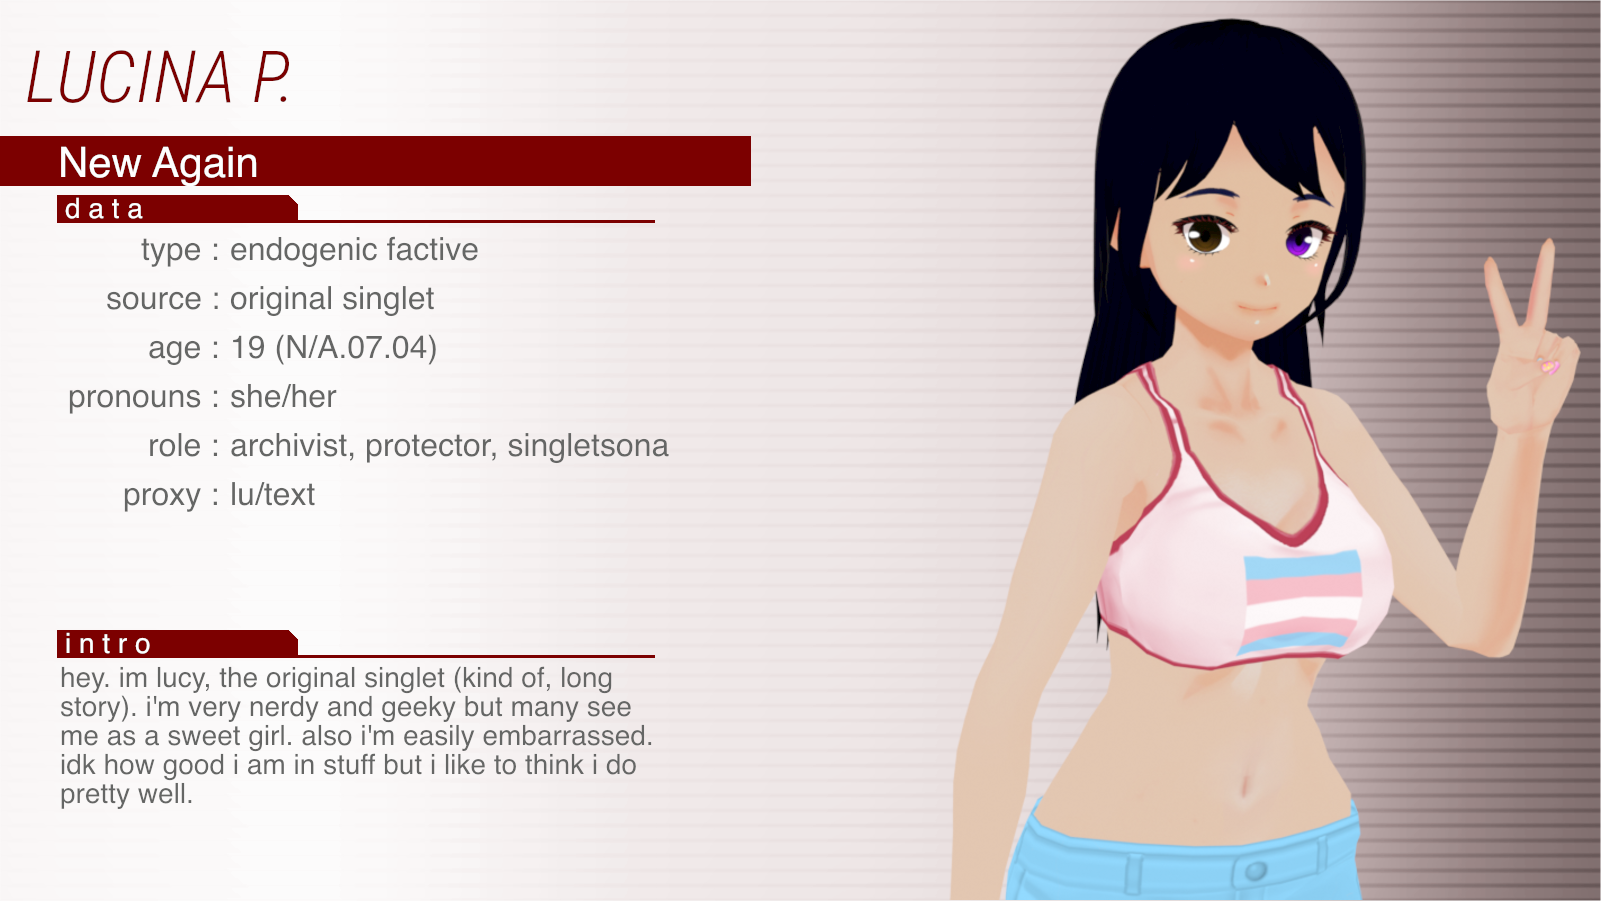 LUCINA P.
New Again
data
type : endogenic factive
source : original singlet
age : 19 (N/A.07.04)
pronouns : she/her
role : archivist, protector, singletsona
proxy : lu/text
intro
hey. im lucy, the original singlet (kind of, long
story). i'm very nerdy and geeky but many see
me as a sweet girl. also i'm easily embarrassed.
idk how good i am in stuff but i like to think i do
pretty well.